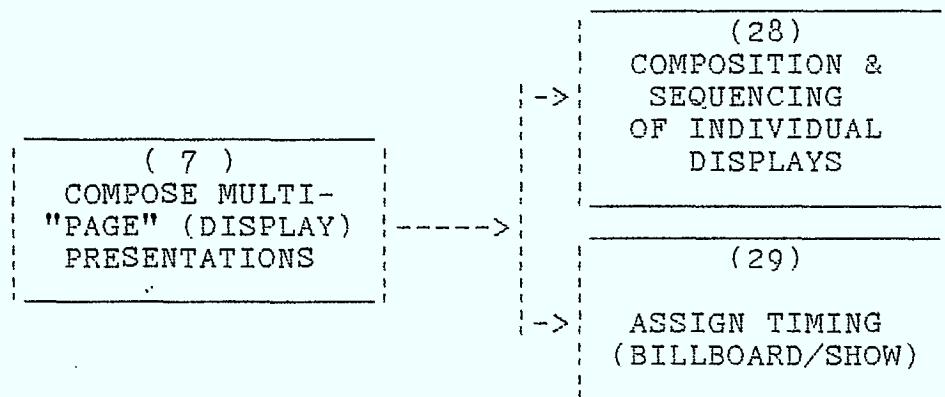 ( 7 )
COMPOSE MULTI-
"PAGE" (DISPLAY)
PRESENTATIONS
(28)
COMPOSITION &
SEQUENCING
OF INDIVIDUAL
DISPLAYS
(29)
ASSIGN TIMING
(BILLBOARD/SHOW)